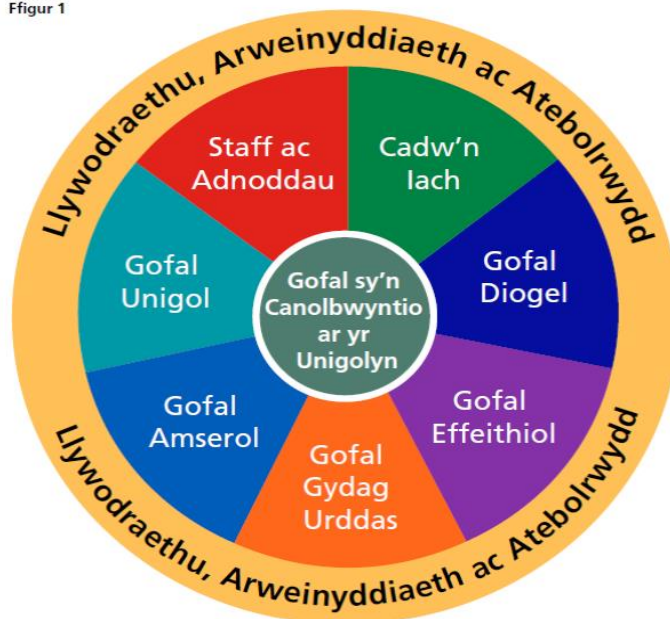 Ffigur 1
Llywodraethu, Arweinyddiaeth ac Atebolrwydd
Staff ac
Adnoddau
Cadw'n
Iach
Gofal
Unigol
Gofal
Diogel
Gofal sy'n
Canolbwyntio
ar yr
Unigolyn
Gofal
Amserol
Gofal
Effeithiol
Gofal
Gydag
Urddas
Llywodraethu, Arweinyddiaeth ac Atebolrwydd